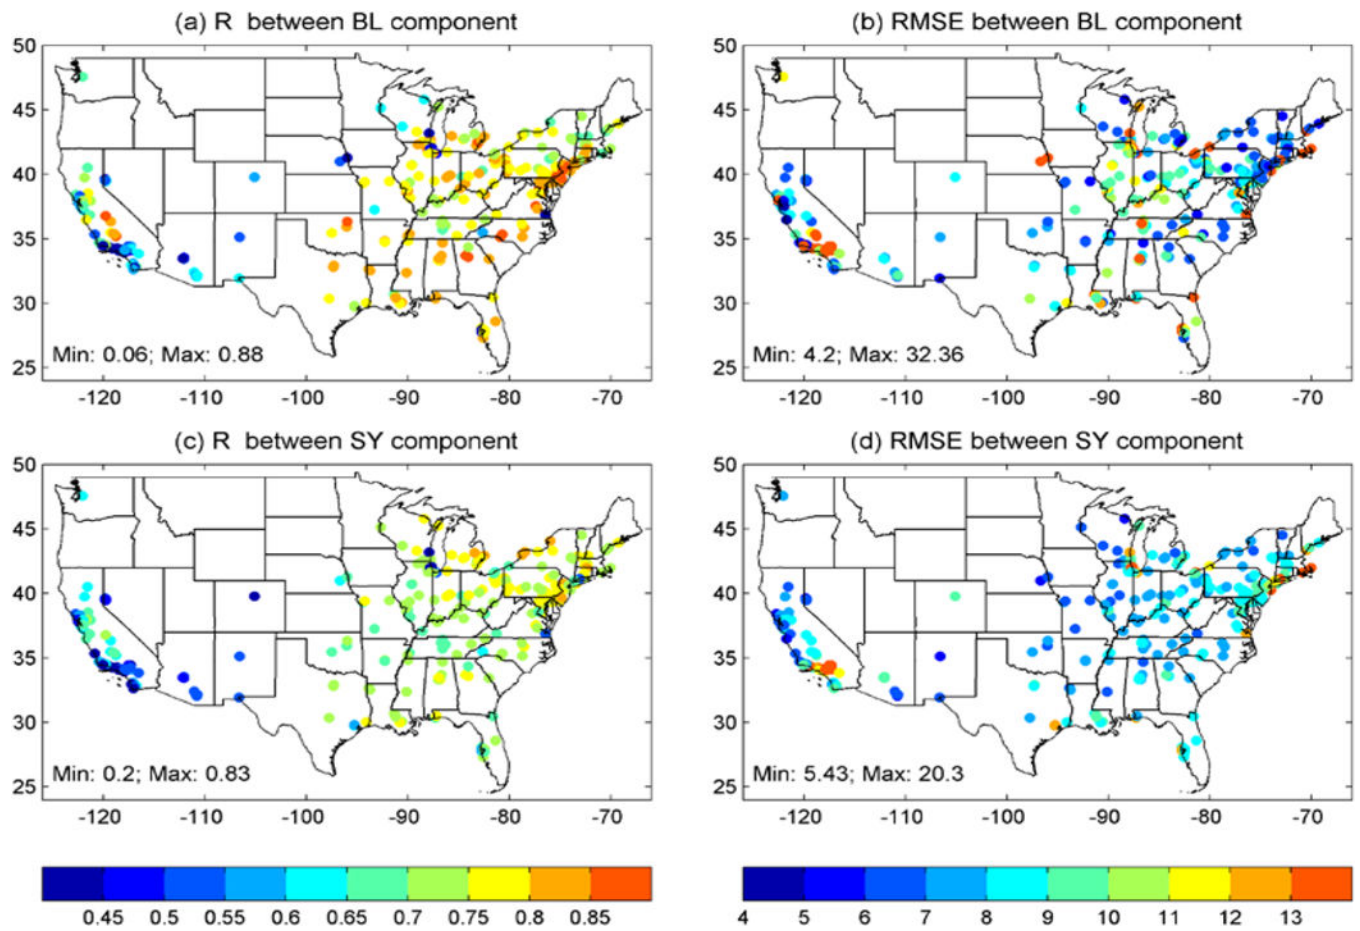 (a) R between BL component
(b) RMSE between BL component
50
45
40
35
30
25
Min: 0.06; Max: 0.88
-120 -110 -100 -90 -80 -70
50
45
40
35
30
25
Min: 4.2; Max: 32.36
-120 -110 -100 -90 -80 -70
(c) R between SY component
(d) RMSE between SY component
50
45
40
35
30
25
Min: 0.2; Max: 0.83
-120 -110 -100 -90 -80 -70
50
45
40
35
30
25
Min: 5.43; Max: 20.3
-120 -110 -100 -90 -80 -70
0.45 0.5 0.55 0.6 0.65 0.7 0.75 0.8 0.85
4 5 6 7 8 9 10 11 12 13